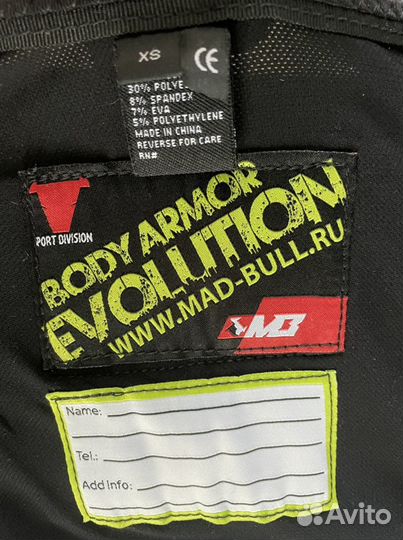 XS CE
30% POLYE
8% SPANDEX
7% EVA
5% POLYETHYLENE
MADE IN CHINA
REVERSE FOR CARE
RN#
PORT DIVISION
BODY ARMOR
EVOLUTION
WWW.MAD-BULL.RU
MB
Name:
Tel.:
Add Info:
Avito